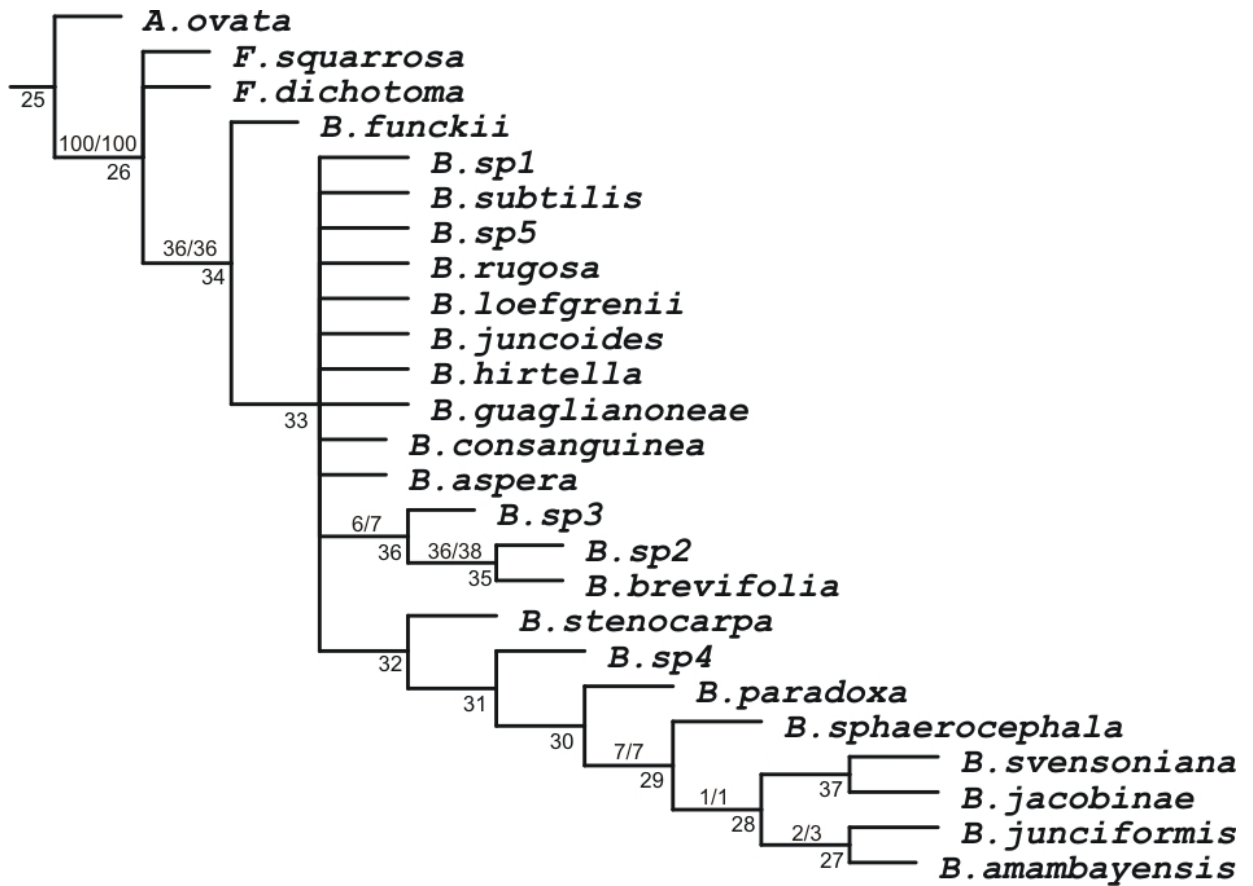 A.ovata
F.squarrosa
25
F.dichotoma
B.funckii
100/100
26
B.sp1
B.subtilis
B.sp5
36/36
34
B.rugosa
B.loefgrenii
B.juncoides
B.hirtella
33
B.guaglianoneae
B.consanguinea
B.aspera
B.sp3
6/7
36
36/38
35
B.sp2
B.brevifolia
B.stenocarpa
32
B.sp4
31
B.paradoxa
30
B.sphaerocephala
7/7
29
B.svensoniana
37
B.jacobinae
1/1
28
B.junciformis
2/3
27
B.amambayensis